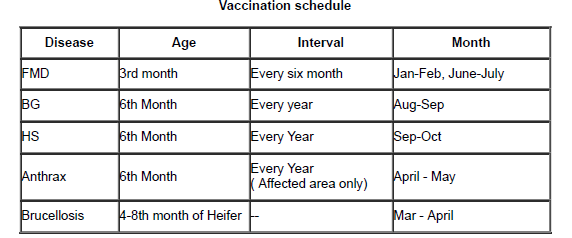 Vaccination schedule
Disease Age Interval Month
FMD 3rd month Every six month Jan-Feb, June-July
BG 6th Month Every year Aug-Sep
HS 6th Month Every Year Sep-Oct
Anthrax 6th Month Every Year
( Affected area only) April - May
Brucellosis 4-8th month of Heifer -- Mar - April